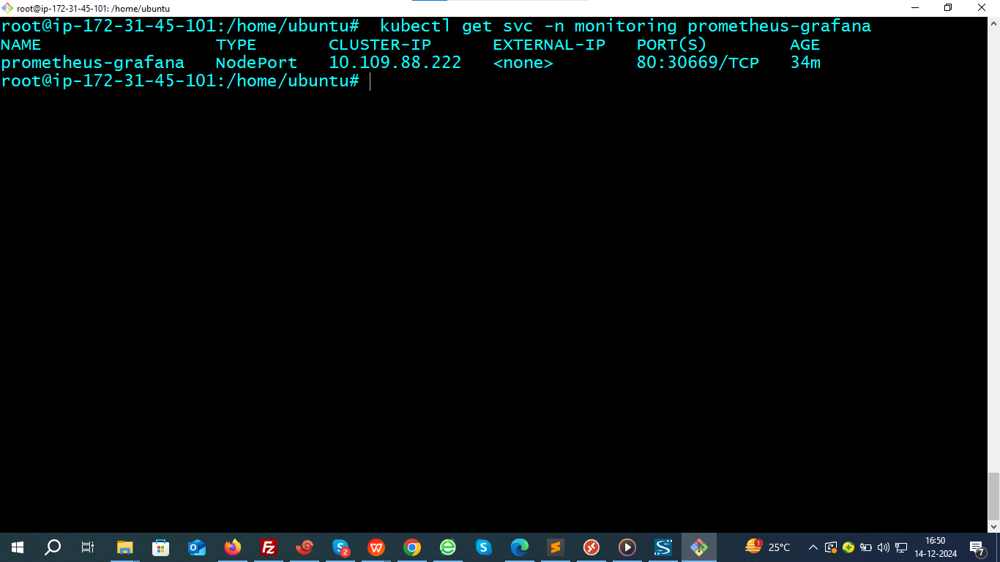 root@ip-172-31-45-101: /home/ubuntu
root@ip-172-31-45-101:/home/ubuntu#  kubectl get svc -n monitoring prometheus-grafana
NAME                 TYPE       CLUSTER-IP      EXTERNAL-IP   PORT(S)        AGE
prometheus-grafana   NodePort   10.109.88.222   <none>        80:30669/TCP   34m
root@ip-172-31-45-101:/home/ubuntu#
Fz
S 2
W
S
S
S
1
25°C
16:50
14-12-2024
7